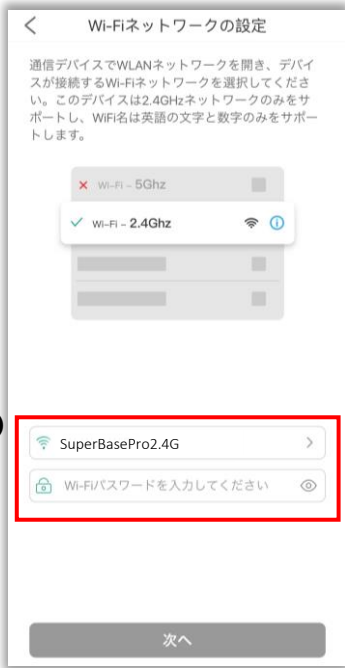 Wi-Fiネットワークの設定
通信デバイスでWLANネットワークを開き、デバイ
スが接続するWi-Fiネットワークを選択してくださ
い。このデバイスは2.4GHzネットワークのみをサ
ポートし、WiFi名は英語の文字と数字のみをサポー
トします。
Wi-Fi – 5Ghz
Wi-Fi – 2.4Ghz
SuperBasePro2.4G
Wi-Fiパスワードを入力してください
次へ